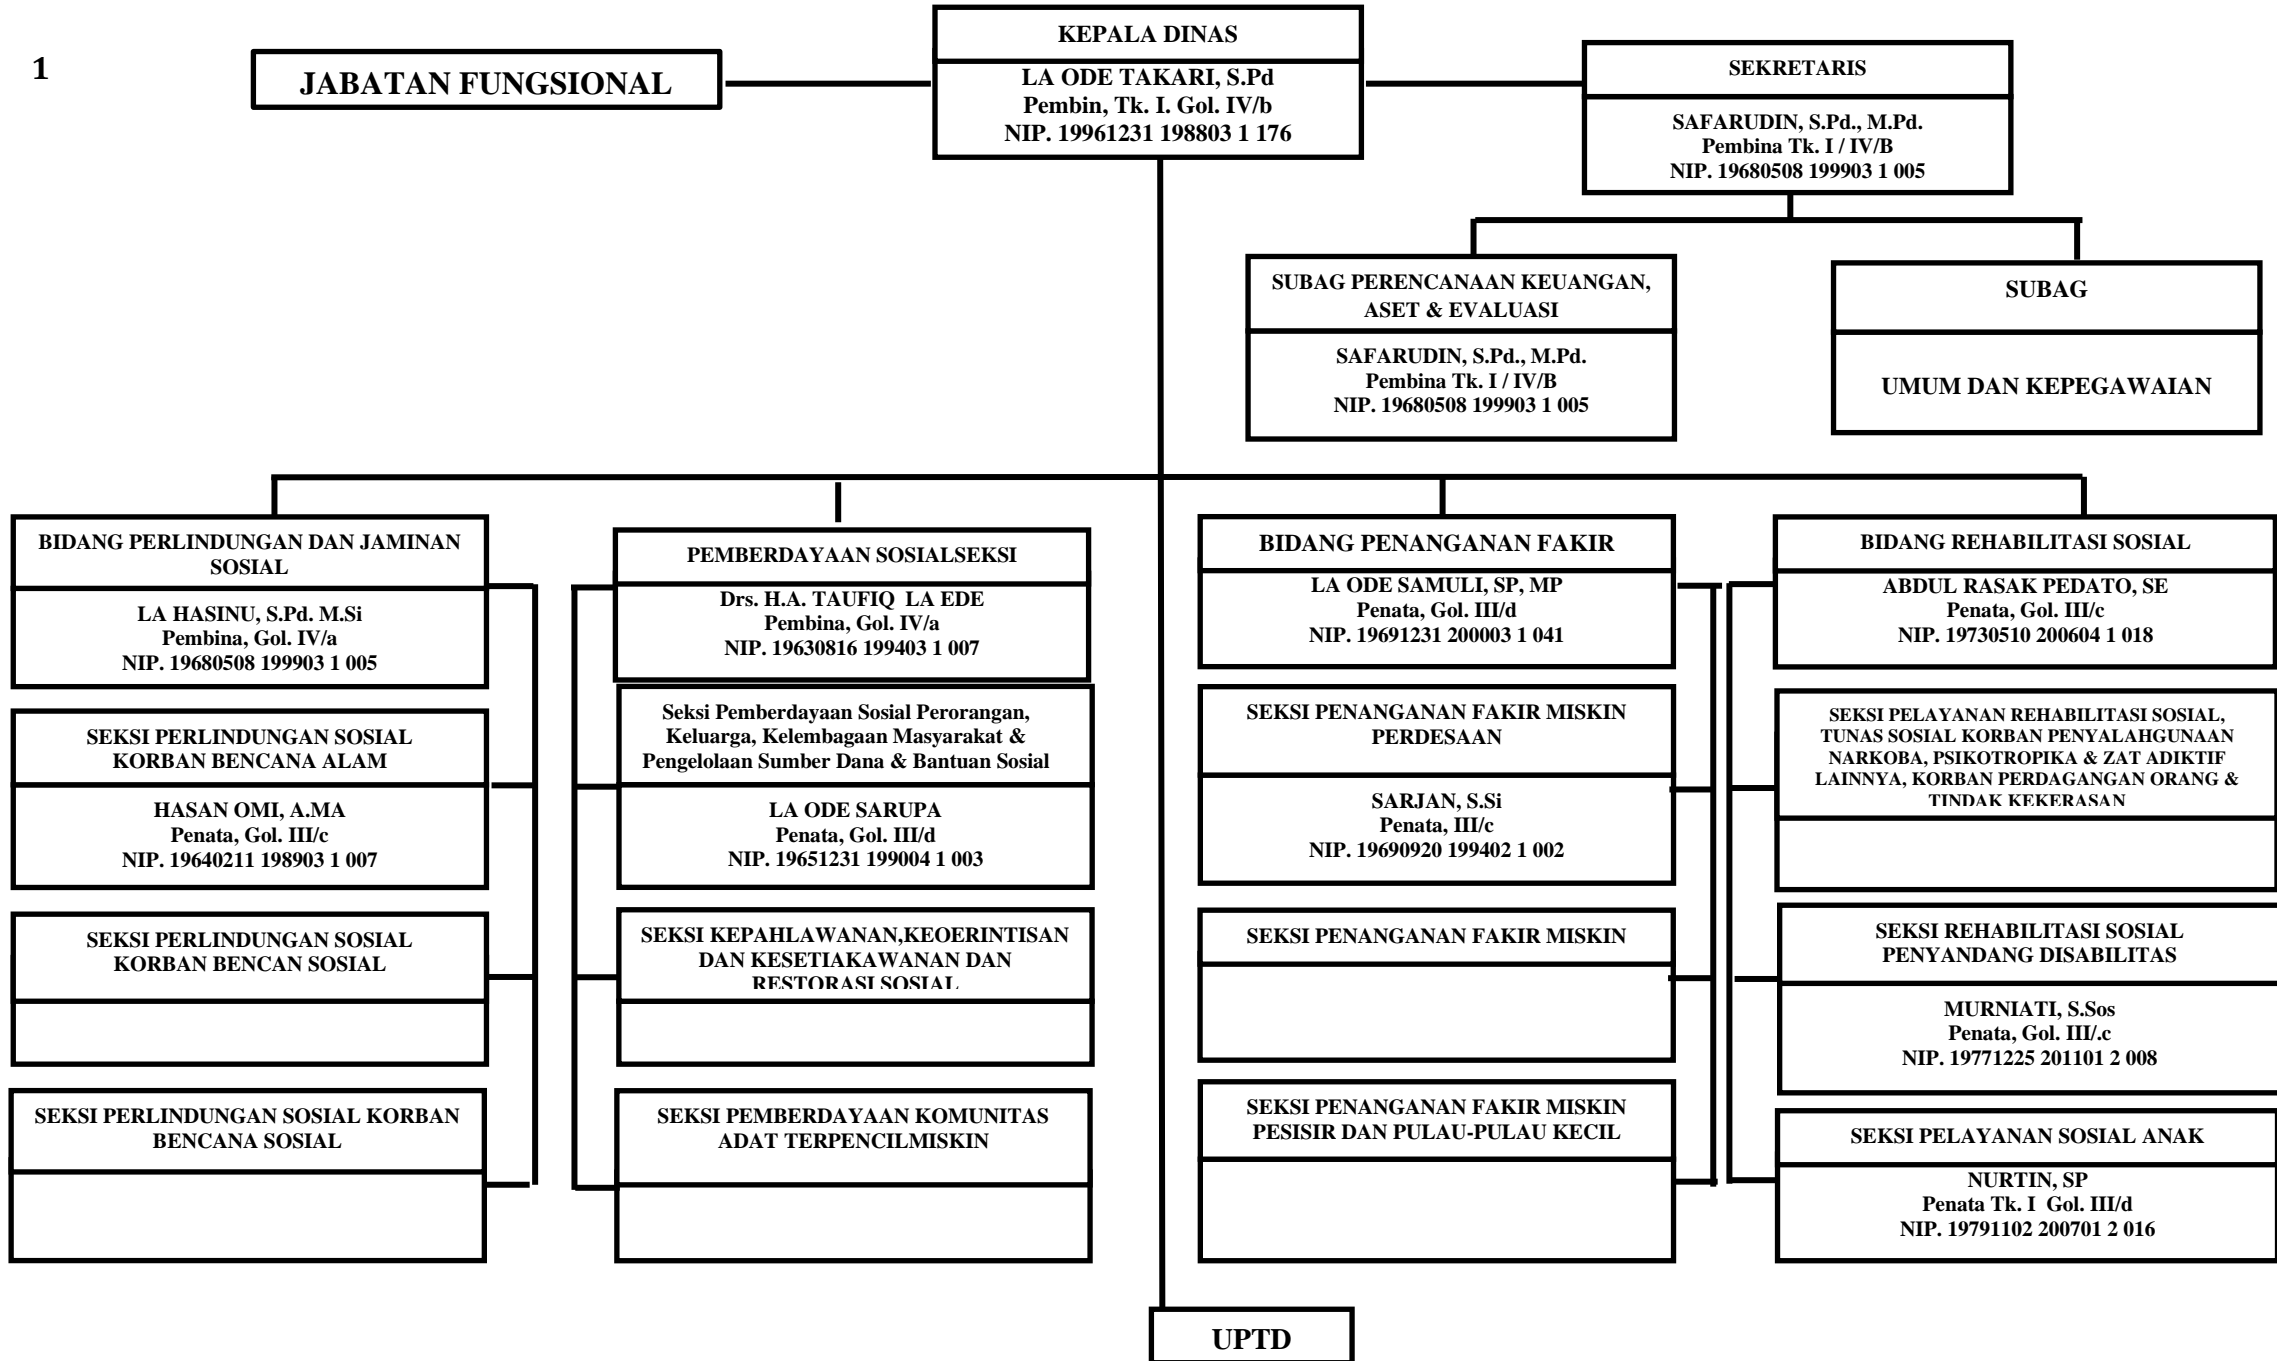 1
JABATAN FUNGSIONAL
KEPALA DINAS
LA ODE TAKARI, S.Pd
Pembin, Tk. I. Gol. IV/b
NIP. 19961231 198803 1 176
SEKRETARIS
SAFARUDIN, S.Pd., M.Pd.
Pembina Tk. I / IV/B
NIP. 19680508 199903 1 005
SUBAG PERENCANAAN KEUANGAN,
ASET & EVALUASI
SAFARUDIN, S.Pd., M.Pd.
Pembina Tk. I / IV/B
NIP. 19680508 199903 1 005
SUBAG
UMUM DAN KEPEGAWAIAN
BIDANG PERLINDUNGAN DAN JAMINAN
SOSIAL
LA HASINU, S.Pd. M.Si
Pembina, Gol. IV/a
NIP. 19680508 199903 1 005
SEKSI PERLINDUNGAN SOSIAL
KORBAN BENCANA ALAM
HASAN OMI, A.MA
Penata, Gol. III/c
NIP. 19640211 198903 1 007
SEKSI PERLINDUNGAN SOSIAL
KORBAN BENCAN SOSIAL
SEKSI PERLINDUNGAN SOSIAL KORBAN
BENCANA SOSIAL
PEMBERDAYAAN SOSIALSEKSI
Drs. H.A. TAUFIQ LA EDE
Pembina, Gol. IV/a
NIP. 19630816 199403 1 007
Seksi Pemberdayaan Sosial Perorangan,
Keluarga, Kelembagaan Masyarakat &
Pengelolaan Sumber Dana & Bantuan Sosial
LA ODE SARUPA
Penata, Gol. III/d
NIP. 19651231 199004 1 003
SEKSI KEPAHLAWANAN,KEOERINTISAN
DAN KESETIAKAWANAN DAN
RESTORASI SOSIAL
SEKSI PEMBERDAYAAN KOMUNITAS
ADAT TERPENCILMISKIN
BIDANG PENANGANAN FAKIR
LA ODE SAMULI, SP, MP
Penata, Gol. III/d
NIP. 19691231 200003 1 041
SEKSI PENANGANAN FAKIR MISKIN
PERDESAAN
SARJAN, S.Si
Penata, III/c
NIP. 19690920 199402 1 002
SEKSI PENANGANAN FAKIR MISKIN
SEKSI PENANGANAN FAKIR MISKIN
PESISIR DAN PULAU-PULAU KECIL
BIDANG REHABILITASI SOSIAL
ABDUL RASAK PEDATO, SE
Penata, Gol. III/c
NIP. 19730510 200604 1 018
SEKSI PELAYANAN REHABILITASI SOSIAL,
TUNAS SOSIAL KORBAN PENYALAHGUNAAN
NARKOBA, PSIKOTROPIKA & ZAT ADIKTIF
LAINNYA, KORBAN PERDAGANGAN ORANG &
TINDAK KEKERASAN
SEKSI REHABILITASI SOSIAL
PENYANDANG DISABILITAS
MURNIATI, S.Sos
Penata, Gol. III/.c
NIP. 19771225 201101 2 008
SEKSI PELAYANAN SOSIAL ANAK
NURTIN, SP
Penata Tk. I Gol. III/d
NIP. 19791102 200701 2 016
UPTD